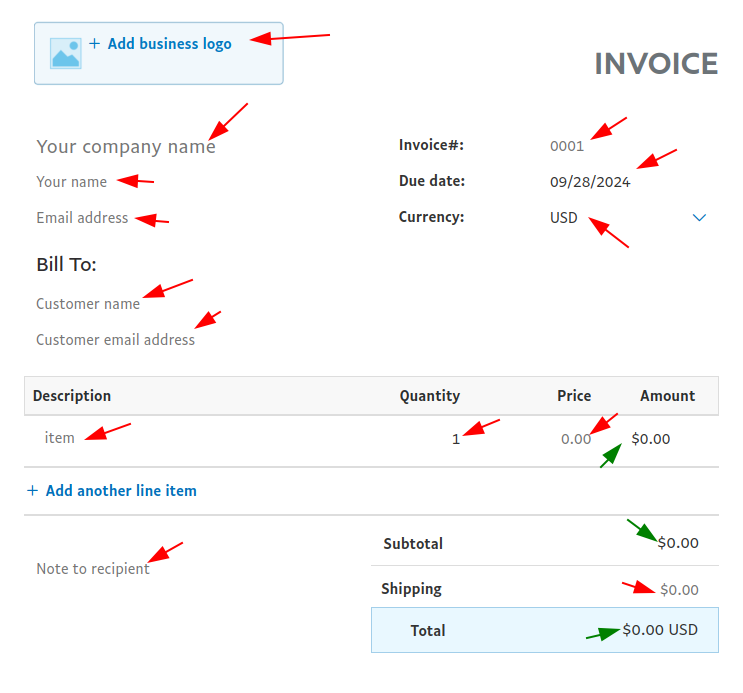 + Add business logo
INVOICE
Your company name
Your name
Email address
Invoice#: 0001
Due date: 09/28/2024
Currency: USD
Bill To:
Customer name
Customer email address
Description Quantity Price Amount
item 1 0.00 $0.00
+ Add another line item
Note to recipient
Subtotal $0.00
Shipping $0.00
Total $0.00 USD